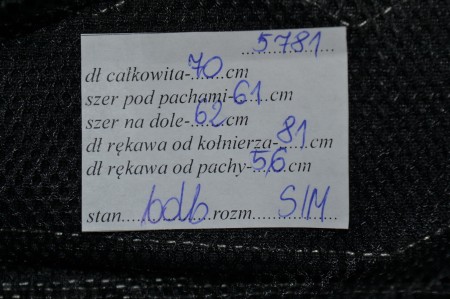 5781
dł całkowita-70cm
szer pod pachami-61cm
szer na dole-62cm
dł rękawa od kołnierza-81cm
dł rękawa od pachy-56cm
stan bdb rozm S/M